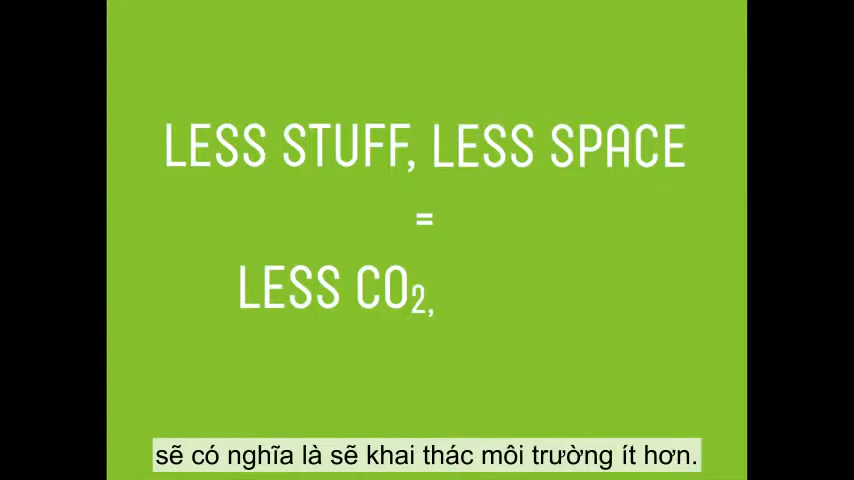 LESS STUFF, LESS SPACE
=
LESS CO₂,
sẽ có nghĩa là sẽ khai thác môi trường ít hơn.